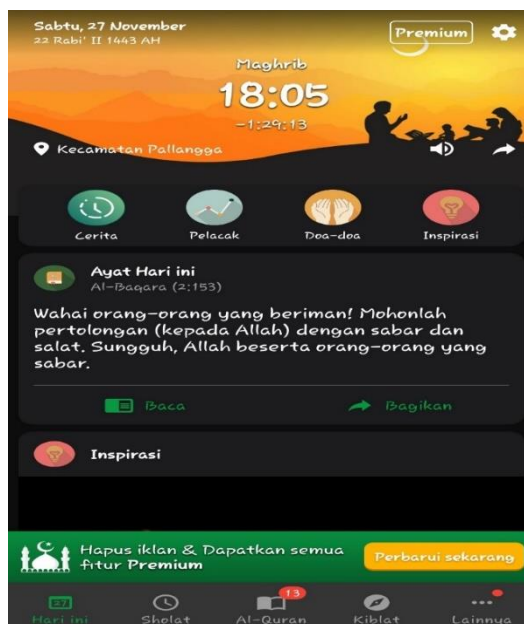 Sabtu, 27 November
22 Rabi' II 1443 AH
Premium
Maghrib
18:05
-1:29:13
Kecamatan Pallangga
Cerita
Pelacak
Doa-doa
Inspirasi
Ayat Hari ini
Al-Baqara (2:153)
Wahai orang-orang yang beriman! Mohonlah
pertolongan (kepada Allah) dengan sabar dan
salat. Sungguh, Allah beserta orang-orang yang
sabar.
Baca
Bagikan
Inspirasi
Hapus iklan & Dapatkan semua
fitur Premium
Perbarui sekarang
27
13
Hari ini
Sholat
Al-Quran
Kiblat
Lainnya